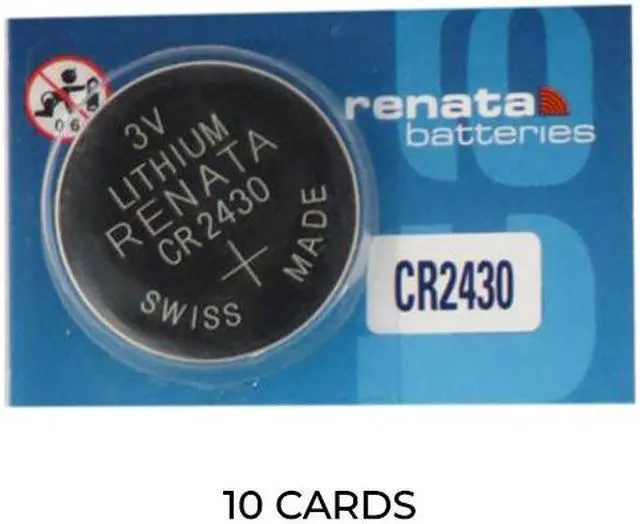 3V
LITHIUM
RENATA
CR2430
+
SWISS MADE
renata
batteries
CR2430
10 CARDS